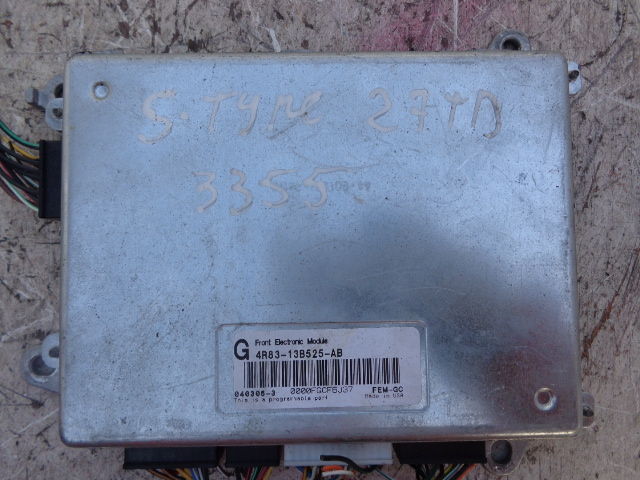 S.TYPE 27TD
3355
G Front Electronic Module
4R83-13B525-AB
040306-3 0000FGCF6J37 FEM-GC
This is a programmable part Made in USA